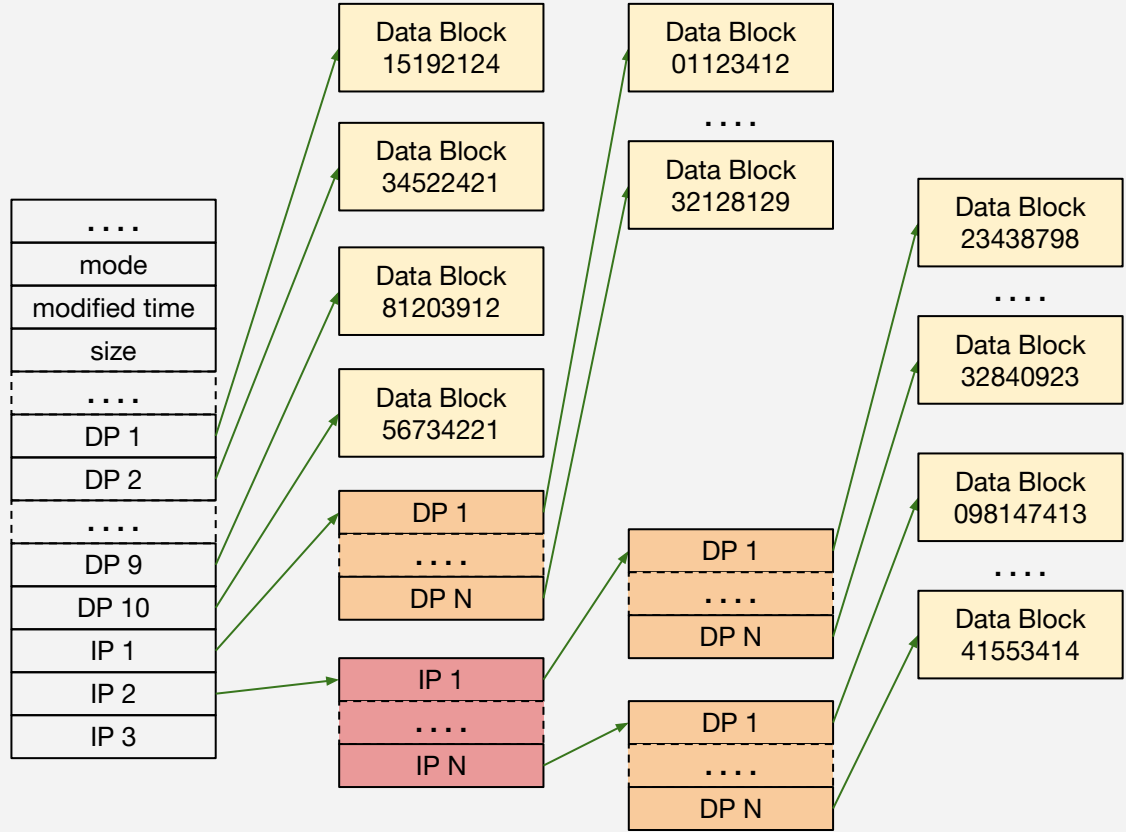 ....
mode
modified time
size
....
DP 1
DP 2
....
DP 9
DP 10
IP 1
IP 2
IP 3
Data Block
15192124
Data Block
34522421
Data Block
81203912
Data Block
56734221
DP 1
....
DP N
IP 1
....
IP N
Data Block
01123412
....
Data Block
32128129
DP 1
....
DP N
DP 1
....
DP N
Data Block
23438798
....
Data Block
32840923
Data Block
098147413
....
Data Block
41553414